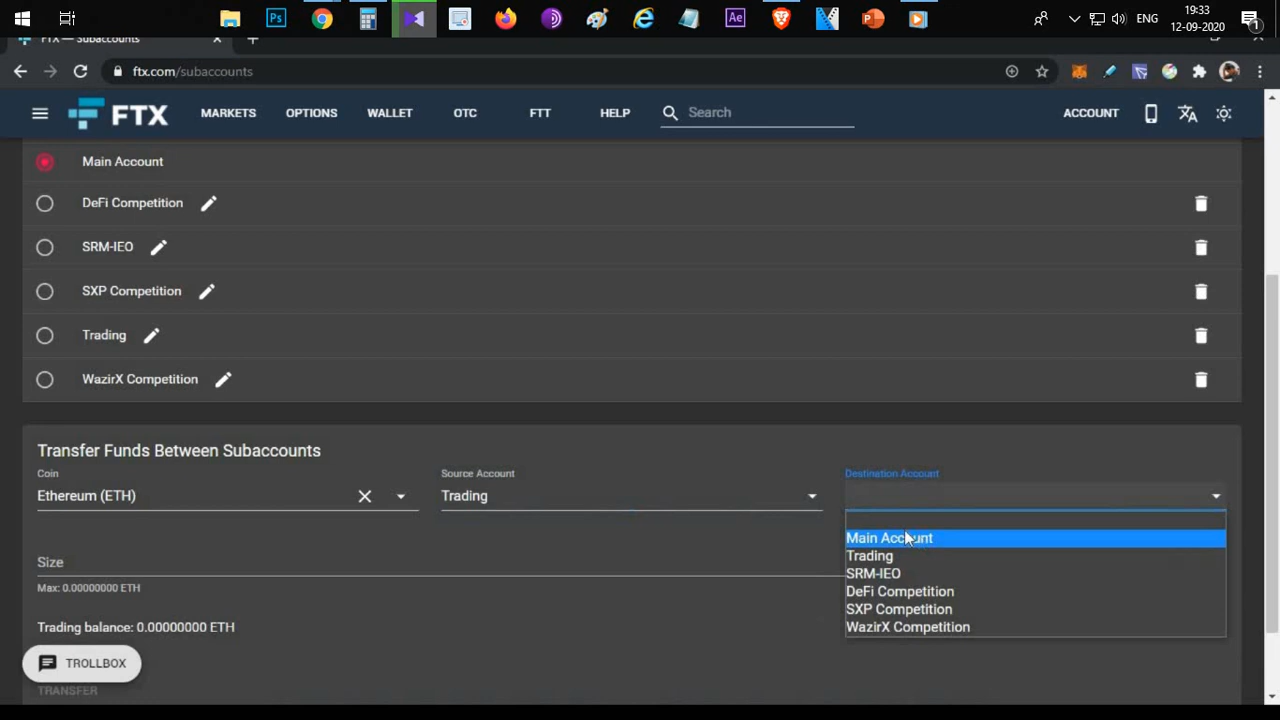 Ps
Ae
ENG
19:33
12-09-2020
1
FTX — Subaccounts
ftx.com/subaccounts
FTX
MARKETS
OPTIONS
WALLET
OTC
FTT
HELP
Search
ACCOUNT
Main Account
DeFi Competition
SRM-IEO
SXP Competition
Trading
WazirX Competition
Transfer Funds Between Subaccounts
Coin
Source Account
Destination Account
Ethereum (ETH)
Trading
Main Account
Trading
SRM-IEO
DeFi Competition
SXP Competition
WazirX Competition
Size
Max: 0.00000000 ETH
Trading balance: 0.00000000 ETH
TROLLBOX
TRANSFER